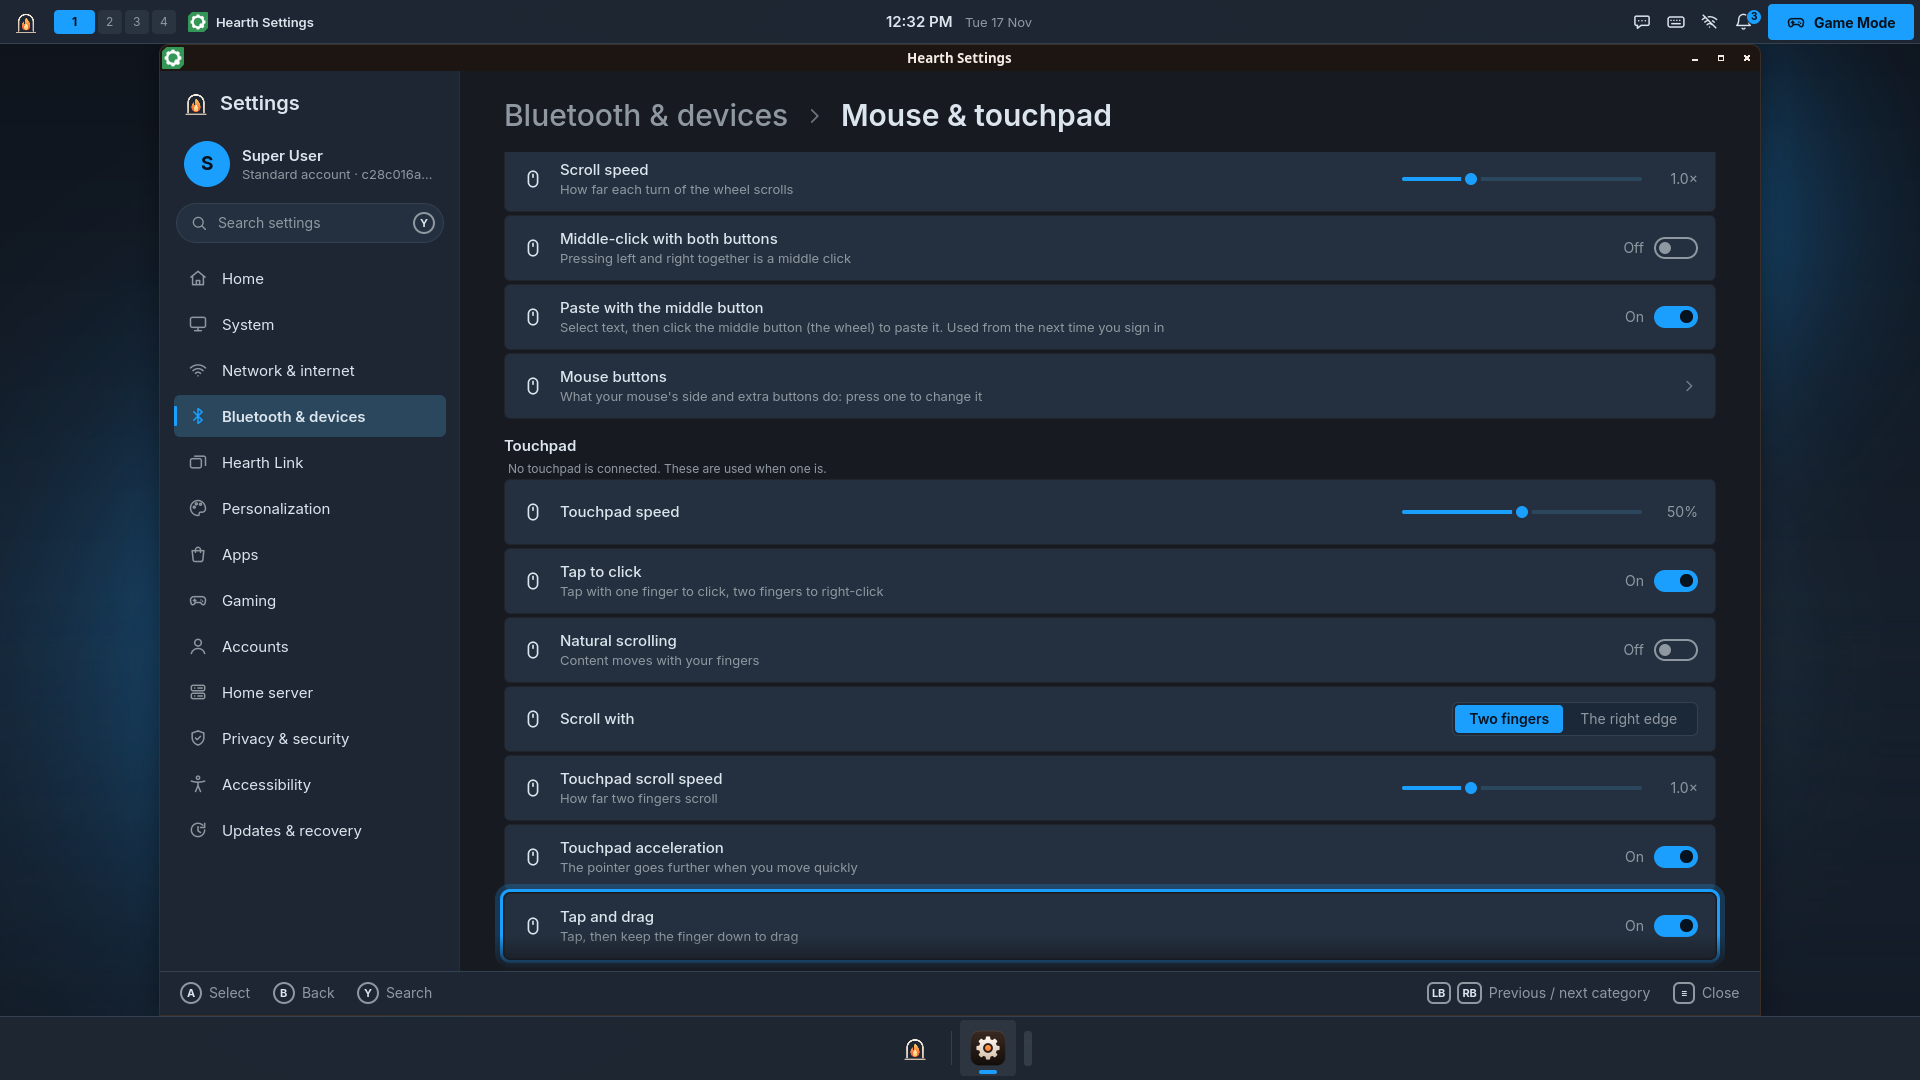 1
2
3
4
Hearth Settings
12:32 PM
Tue 17 Nov
3
Game Mode
Hearth Settings
Settings
S
Super User
Standard account · c28c016a...
Search settings
Y
Home
System
Network & internet
Bluetooth & devices
Hearth Link
Personalization
Apps
Gaming
Accounts
Home server
Privacy & security
Accessibility
Updates & recovery
Bluetooth & devices
Mouse & touchpad
Scroll speed
How far each turn of the wheel scrolls
1.0×
Middle-click with both buttons
Pressing left and right together is a middle click
Off
Paste with the middle button
Select text, then click the middle button (the wheel) to paste it. Used from the next time you sign in
On
Mouse buttons
What your mouse's side and extra buttons do: press one to change it
Touchpad
No touchpad is connected. These are used when one is.
Touchpad speed
50%
Tap to click
Tap with one finger to click, two fingers to right-click
On
Natural scrolling
Content moves with your fingers
Off
Scroll with
Two fingers
The right edge
Touchpad scroll speed
How far two fingers scroll
1.0×
Touchpad acceleration
The pointer goes further when you move quickly
On
Tap and drag
Tap, then keep the finger down to drag
On
A Select
B Back
Y Search
LB RB Previous / next category
Close